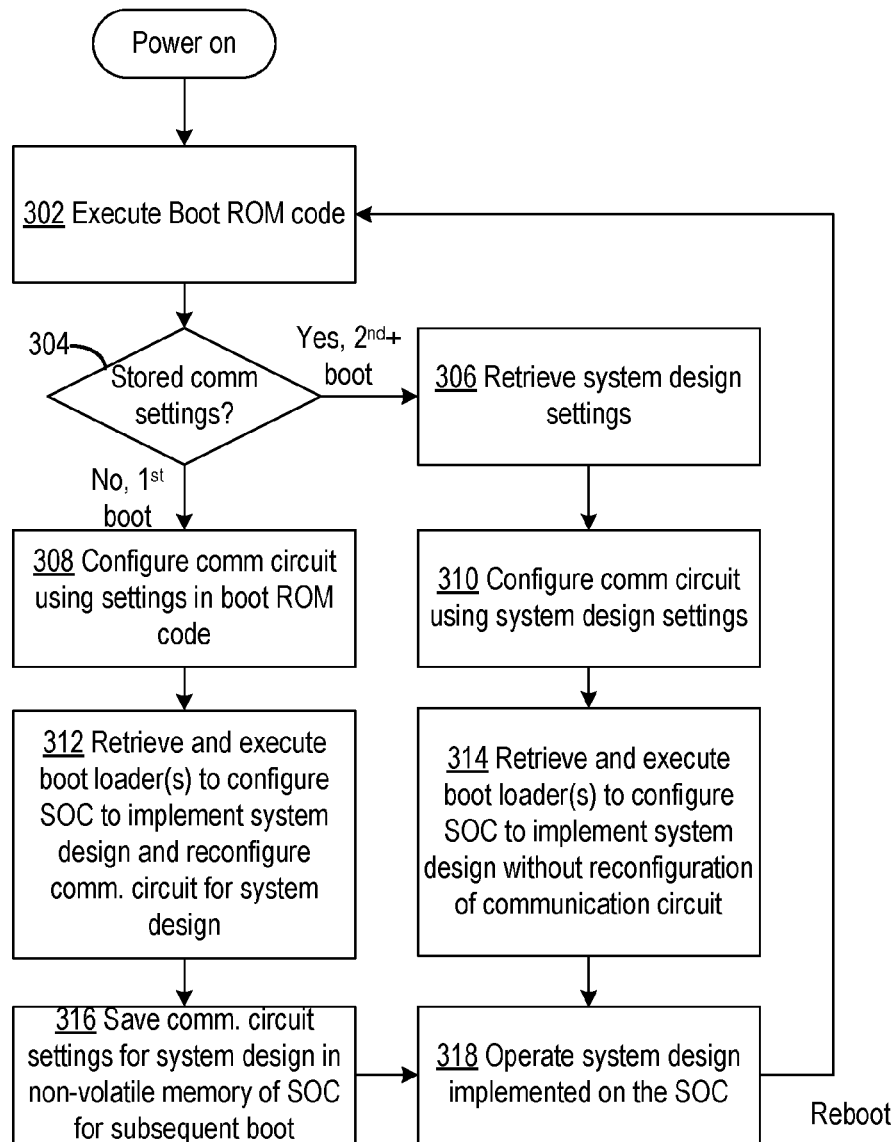 Power on
302 Execute Boot ROM code
304
Stored comm
settings?
Yes, 2nd+
boot
306 Retrieve system design
settings
No, 1st
boot
308 Configure comm circuit
using settings in boot ROM
code
310 Configure comm circuit
using system design settings
312 Retrieve and execute
boot loader(s) to configure
SOC to implement system
design and reconfigure
comm. circuit for system
design
314 Retrieve and execute
boot loader(s) to configure
SOC to implement system
design without reconfiguration
of communication circuit
316 Save comm. circuit
settings for system design in
non-volatile memory of SOC
for subsequent boot
318 Operate system design
implemented on the SOC
Reboot